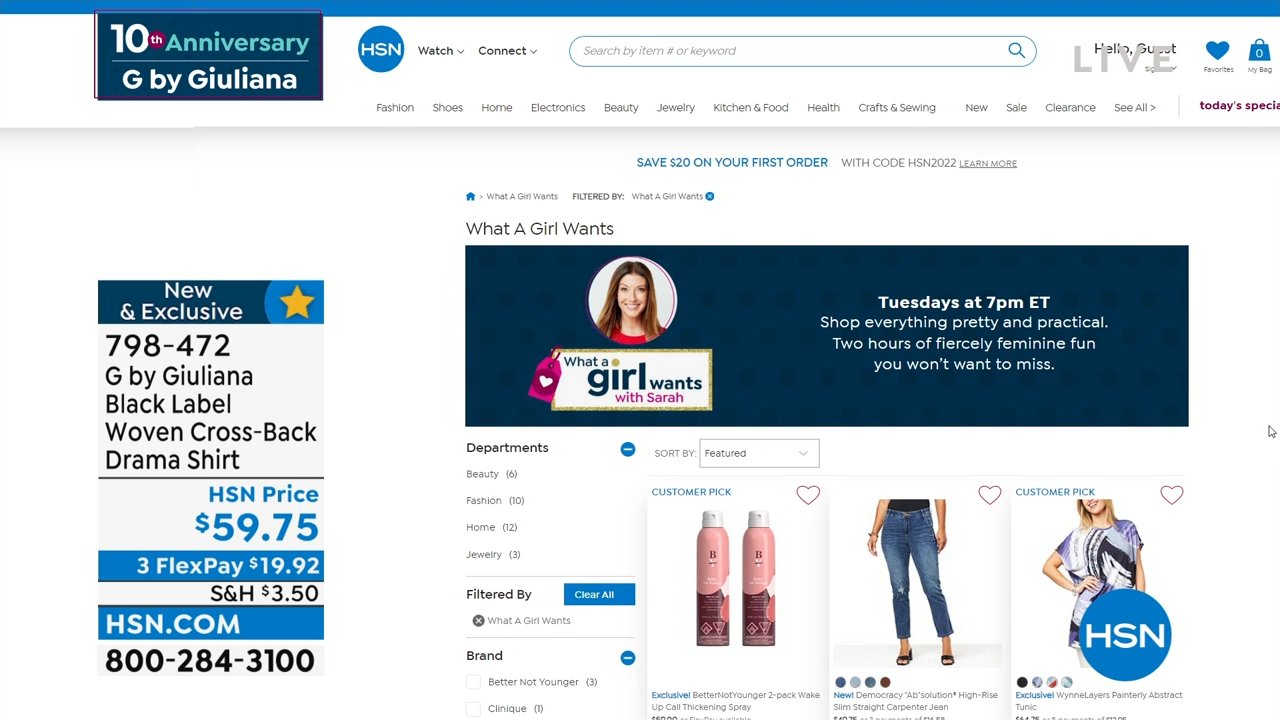 10th Anniversary
G by Giuliana
HSN
Watch
Connect
Search by item # or keyword
Hello, Guest
LIVE
Favorites
0
My Bag
Fashion
Shoes
Home
Electronics
Beauty
Jewelry
Kitchen & Food
Health
Crafts & Sewing
New
Sale
Clearance
See All >
today's specia
SAVE $20 ON YOUR FIRST ORDER WITH CODE HSN2022 LEARN MORE
> What A Girl Wants FILTERED BY: What A Girl Wants
What A Girl Wants
Tuesdays at 7pm ET
Shop everything pretty and practical.
Two hours of fiercely feminine fun
you won't want to miss.
What a
girl wants
with Sarah
New
& Exclusive
798-472
G by Giuliana
Black Label
Woven Cross-Back
Drama Shirt
HSN Price
$59.75
3 FlexPay $19.92
S&H $3.50
HSN.COM
800-284-3100
Departments
Beauty (6)
Fashion (10)
Home (12)
Jewelry (3)
Filtered By
Clear All
What A Girl Wants
Brand
Better Not Younger (3)
Clinique (1)
SORT BY: Featured
CUSTOMER PICK
Exclusive! BetterNotYounger 2-pack Wake
Up Call Thickening Spray
$59.00 or FlexPay available
New! Democracy "Ab"solution® High-Rise
Slim Straight Carpenter Jean
CUSTOMER PICK
Exclusive! WynneLayers Painterly Abstract
Tunic
HSN